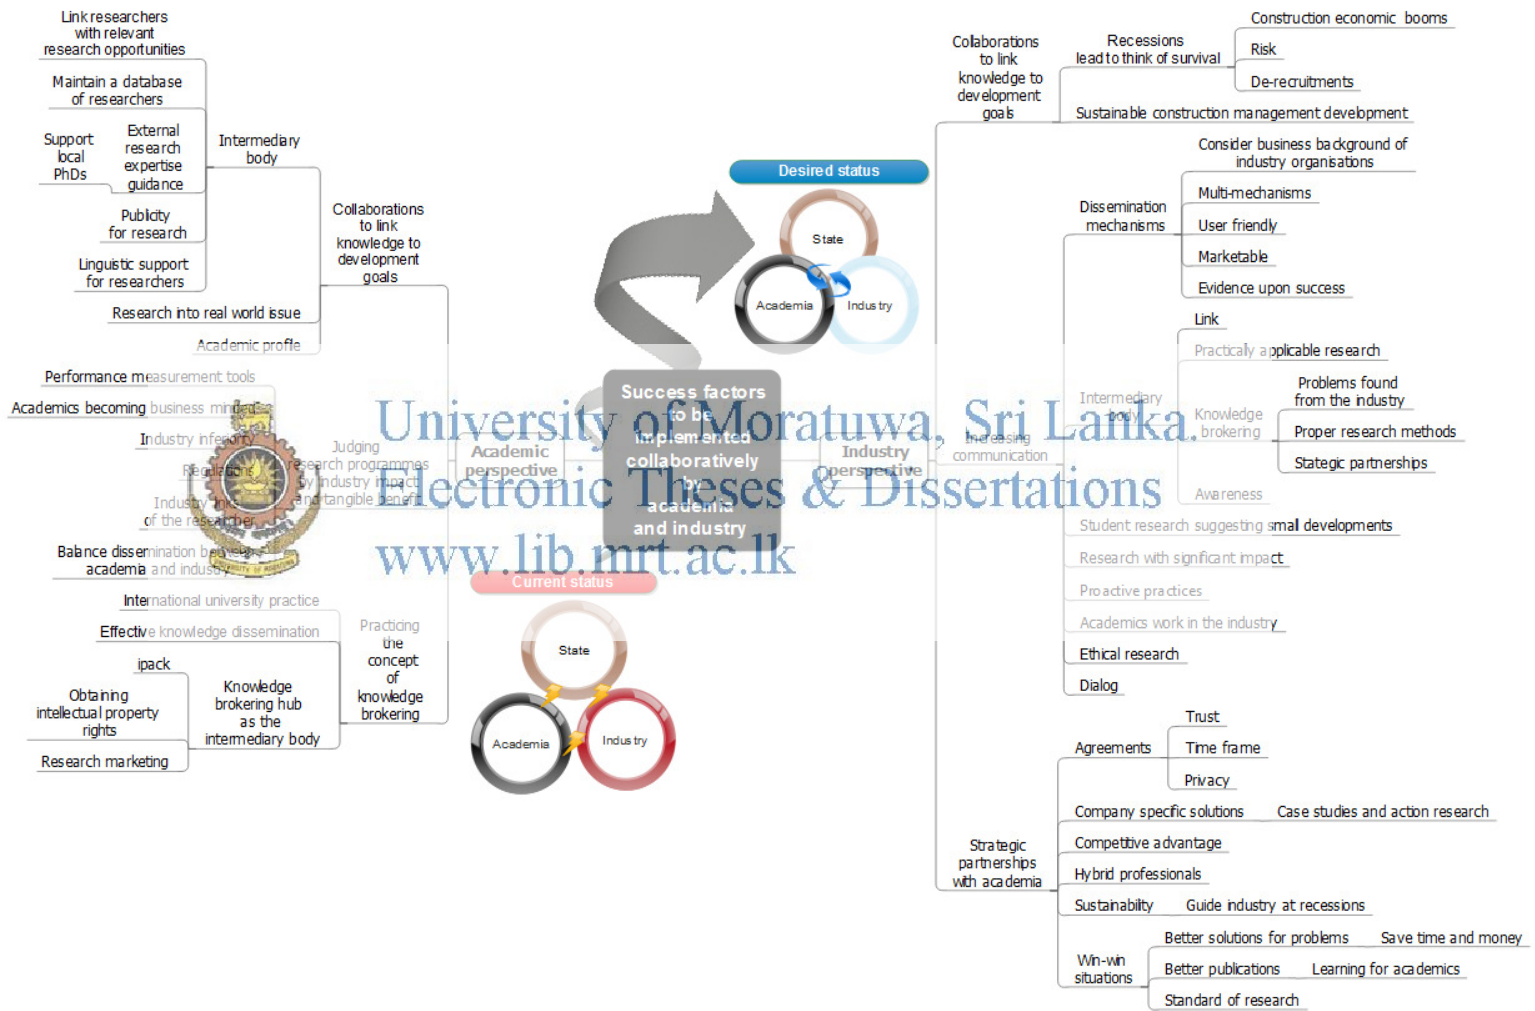 Link researchers
with relevant
research opportunities
Maintain a database
of researchers
Support
local
PhDs
External
research
expertise
guidance
Publicity
for research
Linguistic support
for researchers
Intermediary
body
Research into real world issue
Academic profile
Collaborations
to link
knowledge to
development
goals
Performance measurement tools
Academics becoming business minded
Industry inferority
Regulations
Industry links
of the researcher
Balance dissemination between
academia and industry
Judging
research programmes
by industry impact
and tangible benefit
International university practice
Effective knowledge dissemination
ipack
Obtaining
intellectual property
rights
Research marketing
Knowledge
brokering hub
as the
intermediary body
Practicing
the
concept
of
knowledge
brokering
Academic
perspective
Desired status
State
Academia
Industry
Success factors
to be
implemented
collaboratively
by
academia
and industry
University of Moratuwa, Sri Lanka.
Electronic Theses & Dissertations
www.lib.mrt.ac.lk
Current status
State
Academia
Industry
Industry
perspective
Collaborations
to link
knowledge to
development
goals
Recessions
lead to think of survival
Construction economic booms
Risk
De-recruitments
Sustainable construction management development
Increasing
communication
Dissemination
mechanisms
Consider business background of
industry organisations
Multi-mechanisms
User friendly
Marketable
Evidence upon success
Intermediary
body
Link
Practically applicable research
Knowledge
brokering
Problems found
from the industry
Proper research methods
Stategic partnerships
Awareness
Student research suggesting small developments
Research with significant impact
Proactive practices
Academics work in the industry
Ethical research
Dialog
Strategic
partnerships
with academia
Agreements
Trust
Time frame
Privacy
Company specific solutions
Case studies and action research
Competitive advantage
Hybrid professionals
Sustainability
Guide industry at recessions
Win-win
situations
Better solutions for problems
Save time and money
Better publications
Learning for academics
Standard of research